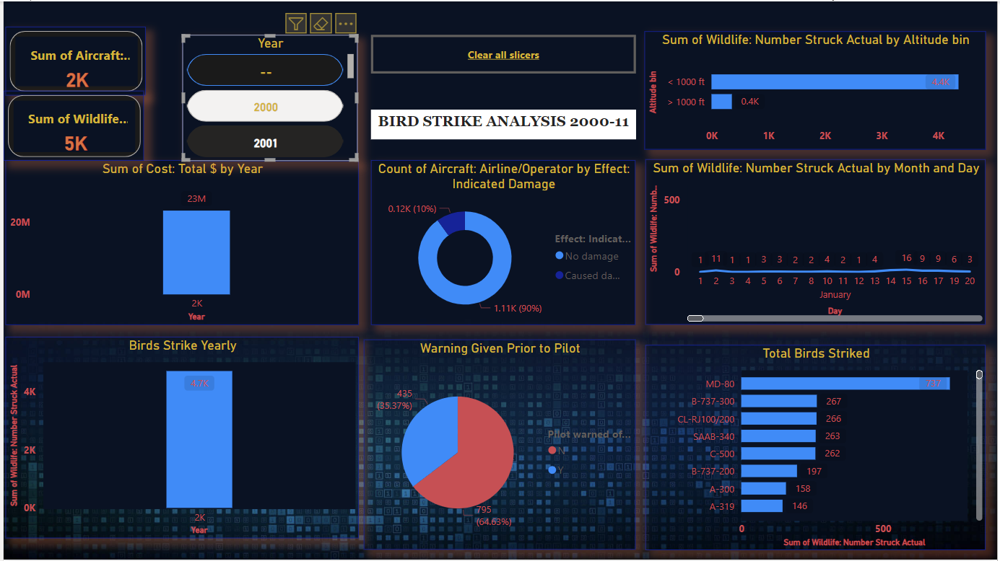 Sum of Aircraft:...
2K
Sum of Wildlife...
5K
Year
--
2000
2001
Clear all slicers
BIRD STRIKE ANALYSIS 2000-11
Sum of Wildlife: Number Struck Actual by Altitude bin
Altitude bin
< 1000 ft
4.4K
> 1000 ft
0.4K
0K 1K 2K 3K 4K
Sum of Cost: Total $ by Year
23M
20M
0M
2K
Year
Count of Aircraft: Airline/Operator by Effect:
Indicated Damage
0.12K (10%)
1.11K (90%)
Effect: Indicat...
No damage
Caused da...
Sum of Wildlife: Number Struck Actual by Month and Day
Sum of Wildlife: Numb...
500
0
1 11 1 1 3 3 2 2 4 2 1 4 16 9 9 6 3
1 2 3 4 5 6 7 8 10 11 12 13 14 15 16 17 19 20
January
Day
Birds Strike Yearly
Sum of Wildlife: Number Struck Actual
4.7K
4K
2K
0K
2K
Year
Warning Given Prior to Pilot
435
(35.37%)
795
(64.63%)
Pilot warned of...
N
Y
Total Birds Striked
MD-80 737
B-737-300 267
CL-RJ100/200 266
SAAB-340 263
C-500 262
B-737-200 197
A-300 158
A-319 146
0 500
Sum of Wildlife: Number Struck Actual